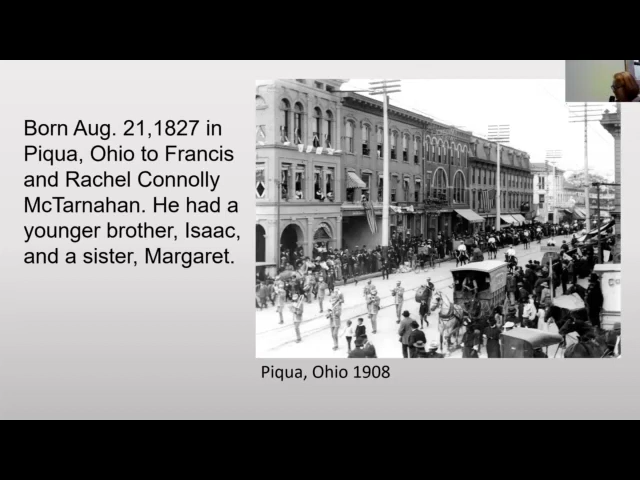 Born Aug. 21,1827 in
Piqua, Ohio to Francis
and Rachel Connolly
McTarnahan. He had a
younger brother, Isaac,
and a sister, Margaret.
Piqua, Ohio 1908